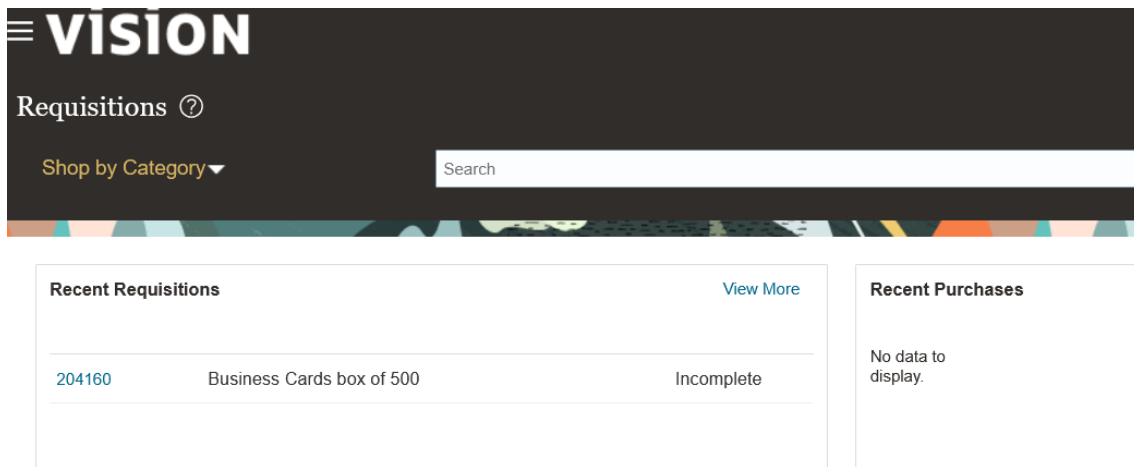 VISION
Requisitions ?
Shop by Category
Search
Recent Requisitions View More
204160 Business Cards box of 500 Incomplete
Recent Purchases
No data to
display.